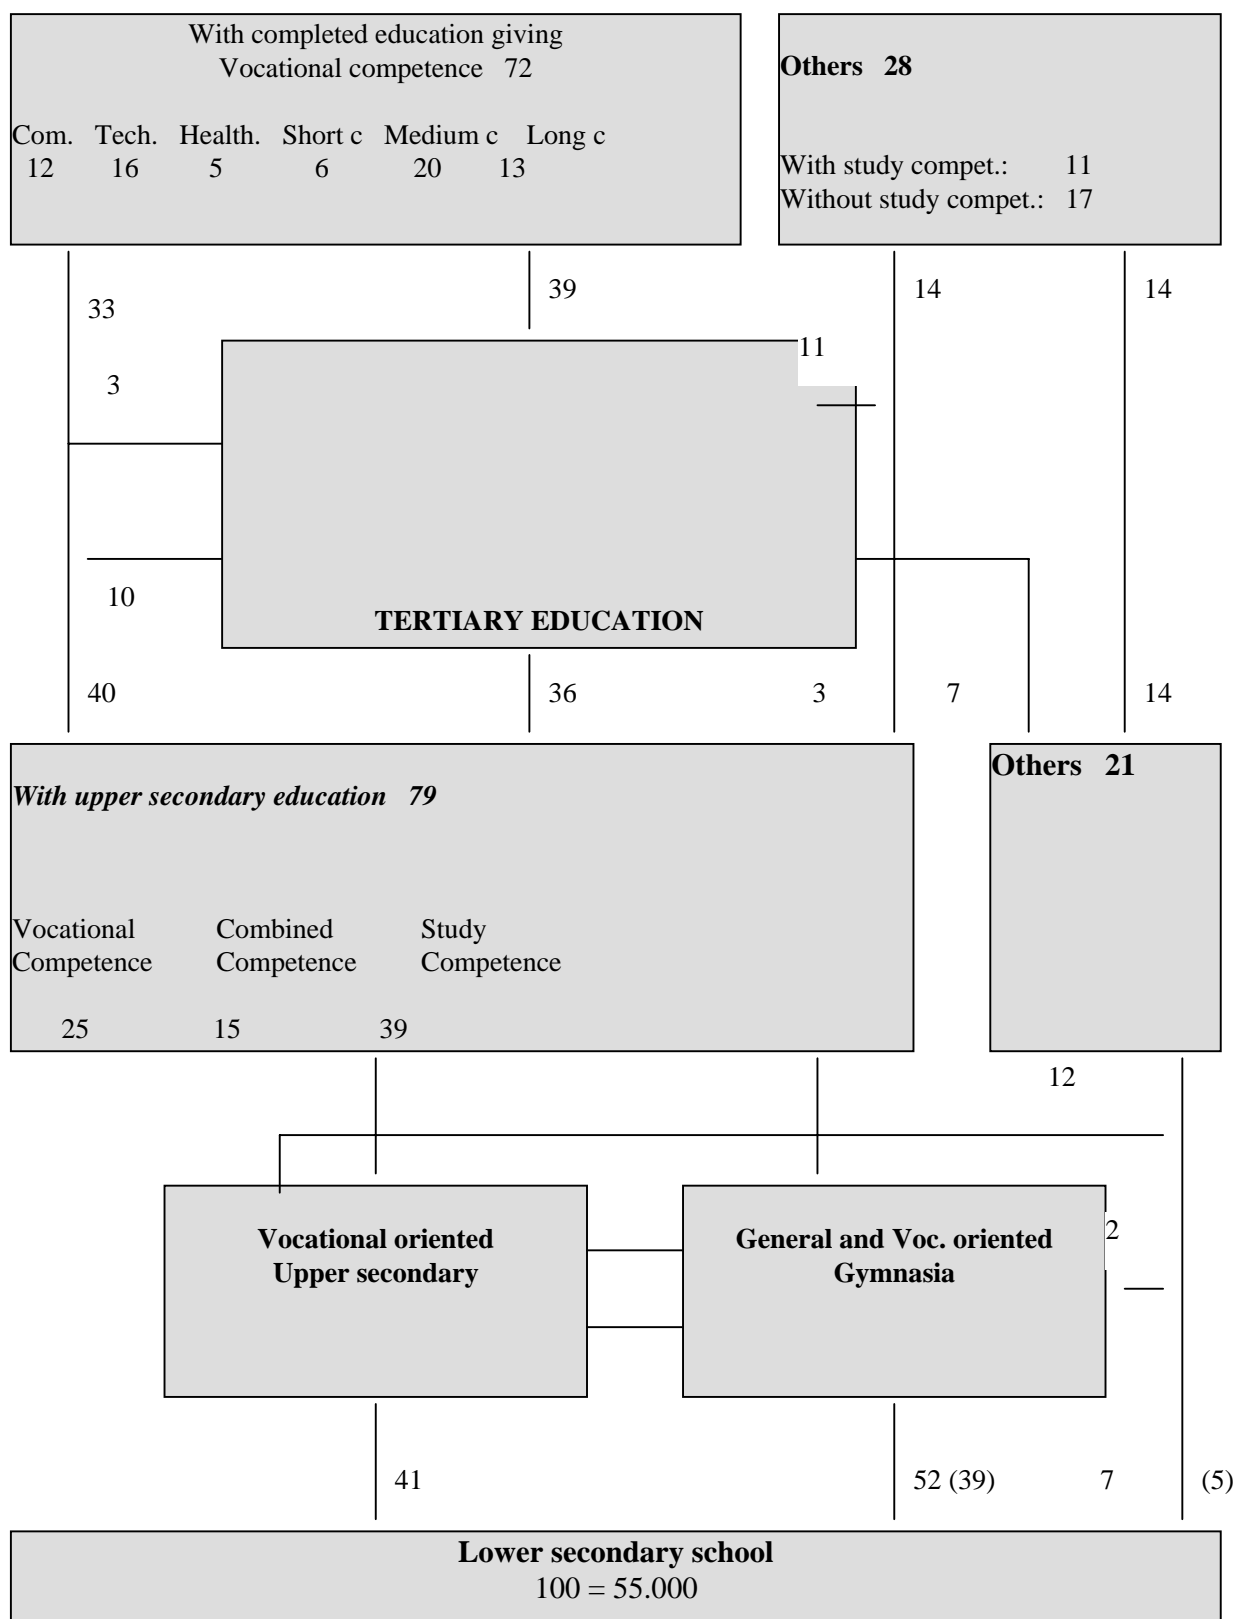 With completed education giving
Vocational competence 72
Com. Tech. Health. Short c Medium c Long c
12 16 5 6 20 13
Others 28
With study compet.: 11
Without study compet.: 17
33
39
14
14
11
3
10
TERTIARY EDUCATION
40
36
3
7
14
With upper secondary education 79
Vocational Combined Study
Competence Competence Competence
25 15 39
Others 21
12
Vocational oriented
Upper secondary
General and Voc. oriented
Gymnasia
2
41
52 (39)
7
(5)
Lower secondary school
100 = 55.000